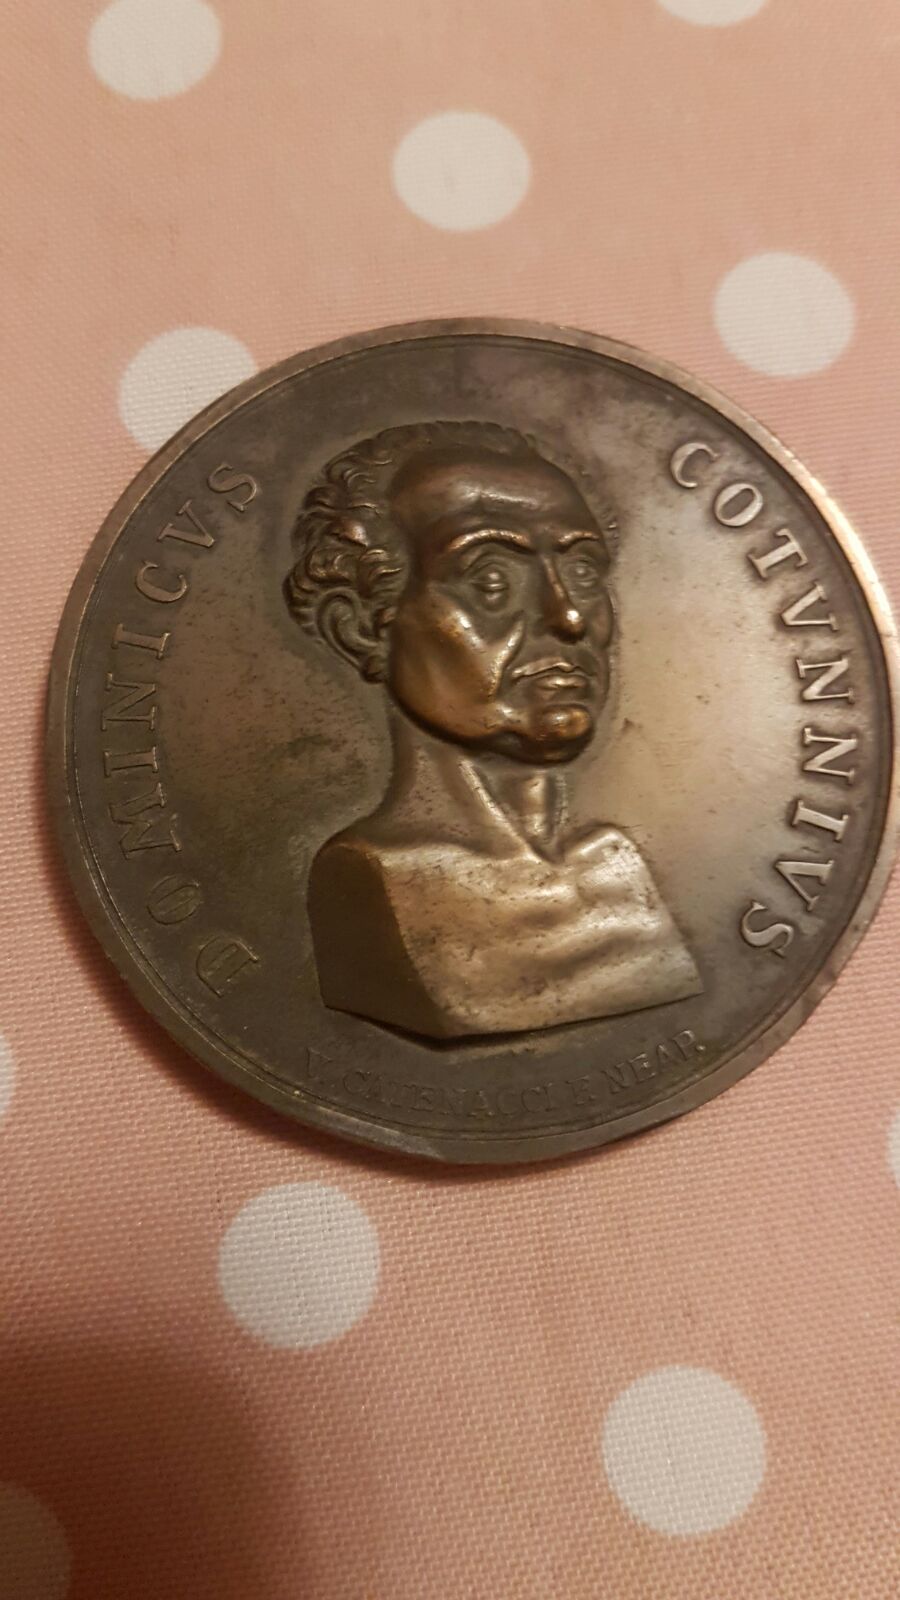 DOMINICVS COTVNNIVS
V. CATENACCI F. NEAP.